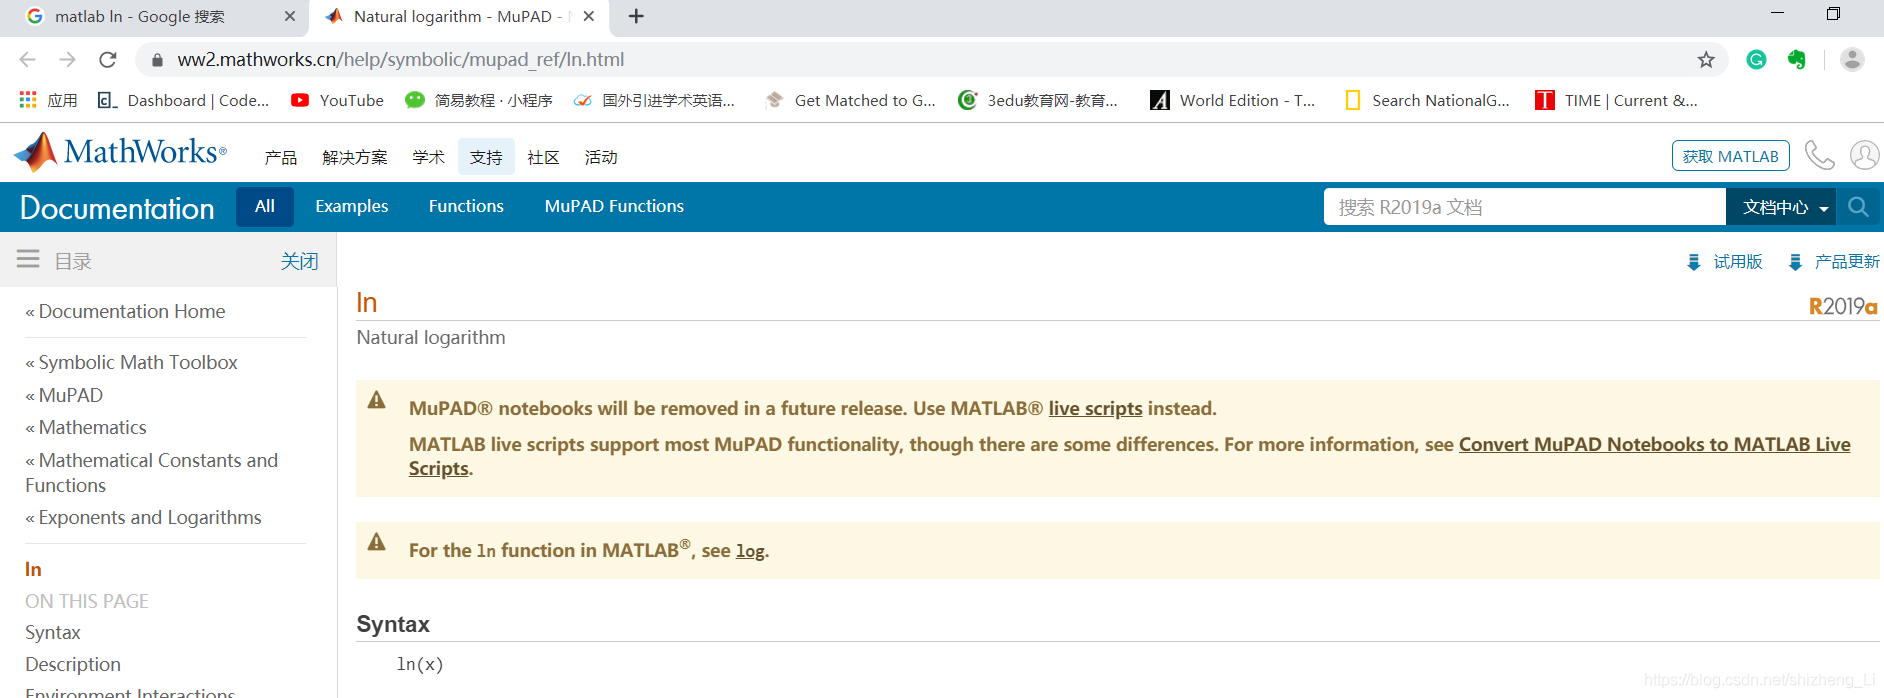 matlab ln - Google 搜索
Natural logarithm - MuPAD -
ww2.mathworks.cn/help/symbolic/mupad_ref/ln.html
应用 Dashboard | Code... YouTube 简易教程 · 小程序 国外引进学术英语... Get Matched to G... 3edu教育网-教育... World Edition - T... Search NationalG... TIME | Current &...
MathWorks® 产品 解决方案 学术 支持 社区 活动 获取 MATLAB
Documentation All Examples Functions MuPAD Functions 搜索 R2019a 文档 文档中心
目录 关闭
试用版 产品更新
« Documentation Home
« Symbolic Math Toolbox
« MuPAD
« Mathematics
« Mathematical Constants and
Functions
« Exponents and Logarithms
ln
ON THIS PAGE
Syntax
Description
Environment Interactions
ln
R2019a
Natural logarithm
MuPAD® notebooks will be removed in a future release. Use MATLAB® live scripts instead.
MATLAB live scripts support most MuPAD functionality, though there are some differences. For more information, see Convert MuPAD Notebooks to MATLAB Live
Scripts.
For the ln function in MATLAB®, see log.
Syntax
ln(x)
https://blog.csdn.net/shizheng_Li